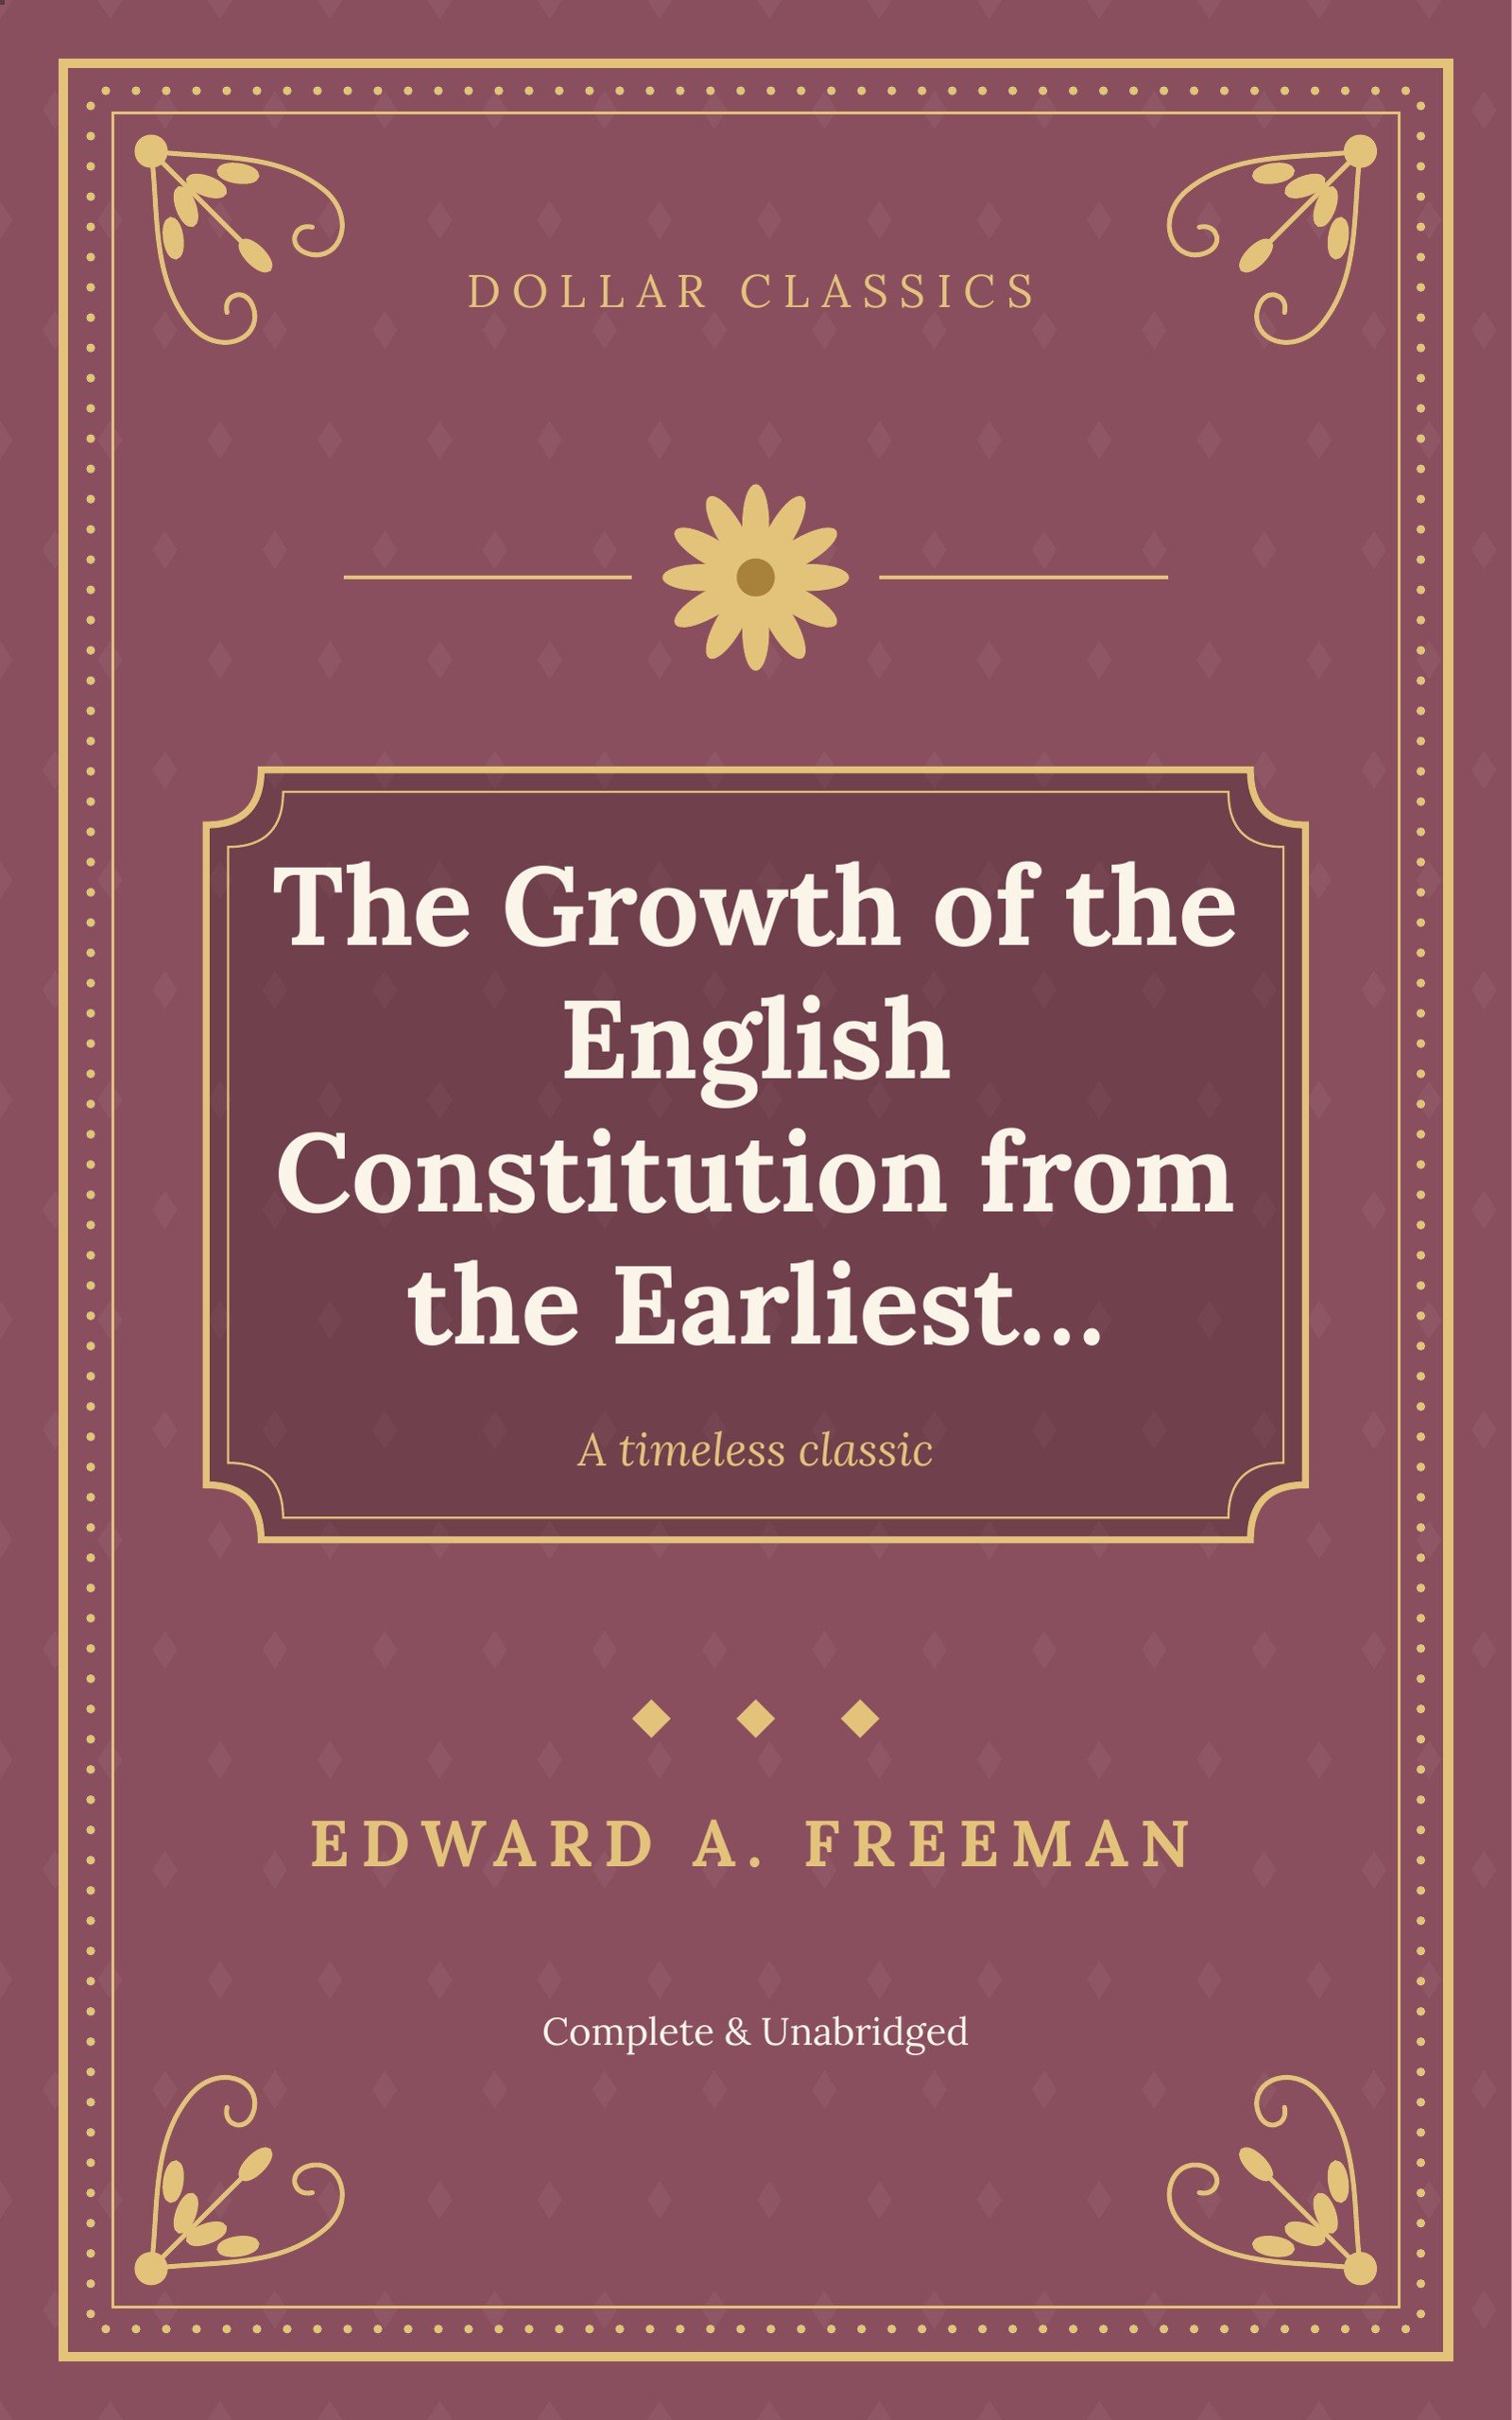 DOLLAR CLASSICS
The Growth of the
English
Constitution from
the Earliest...
A timeless classic
EDWARD A. FREEMAN
Complete & Unabridged